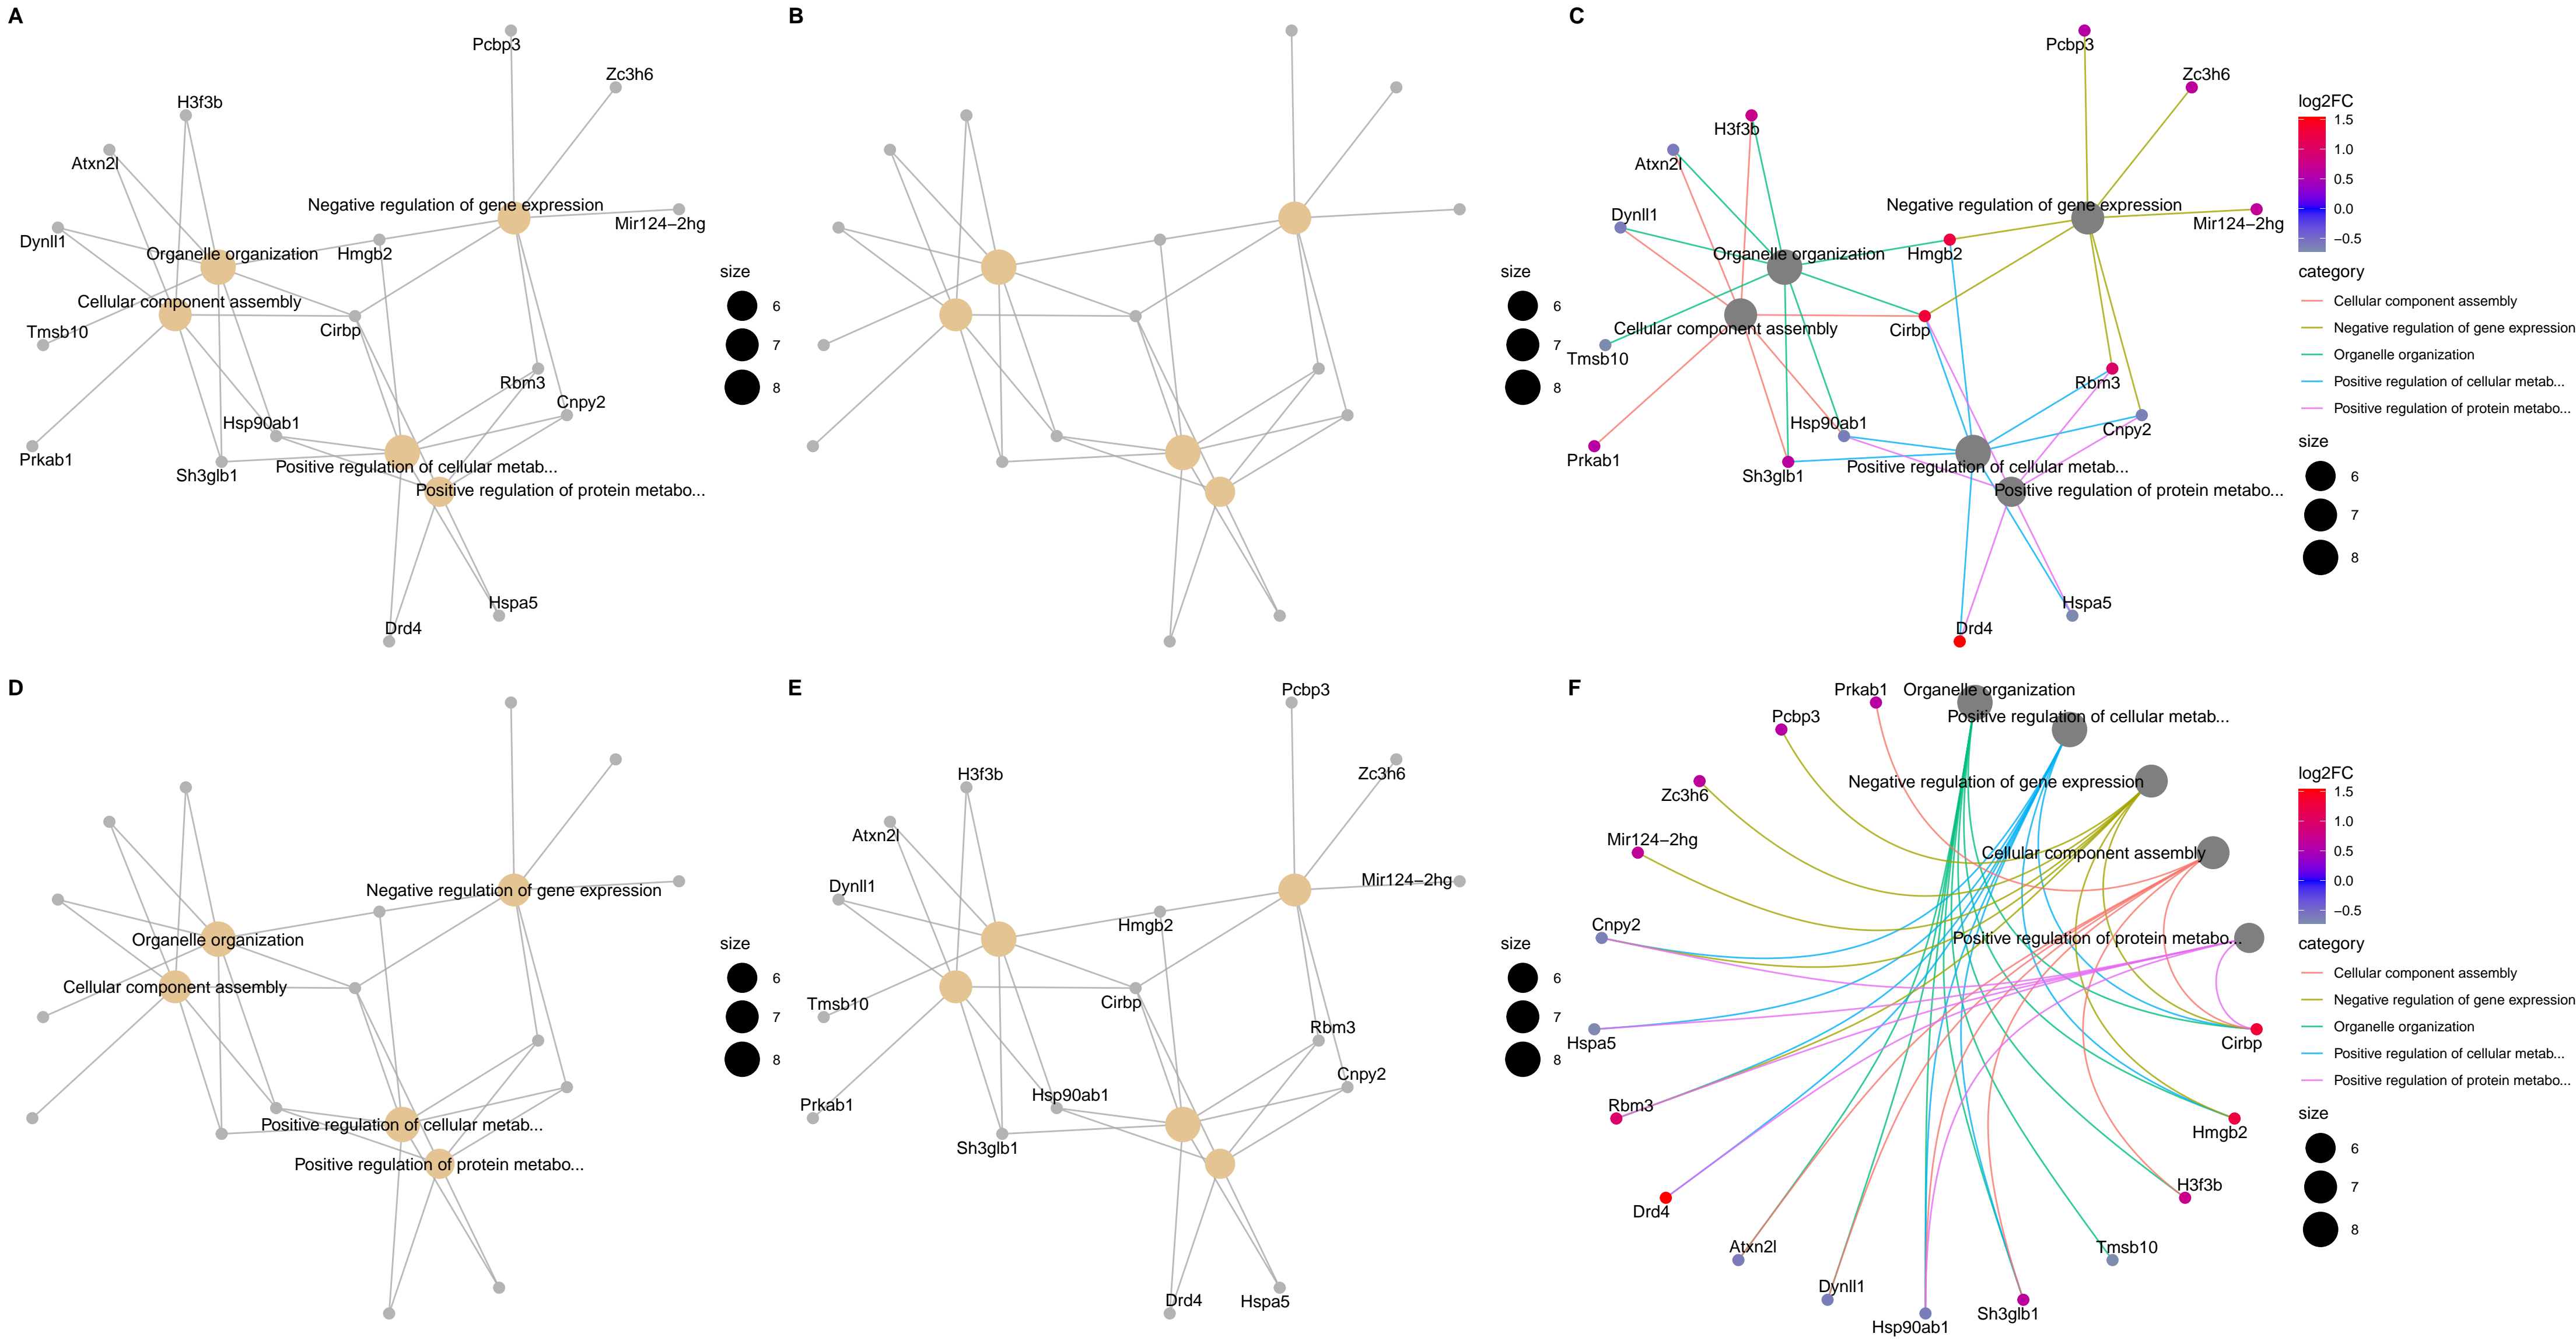 A
Pcbp3
Zc3h6
H3f3b
Atxn2l
Negative regulation of gene expression
Mir124−2hg
Dynll1
Organelle organization
Hmgb2
Cellular component assembly
Tmsb10
Cirbp
Rbm3
Cnpy2
Hsp90ab1
Prkab1
Sh3glb1
Positive regulation of cellular metab...
Positive regulation of protein metabo...
Hspa5
Drd4
size
6
7
8
B
size
6
7
8
C
Pcbp3
Zc3h6
H3f3b
Atxn2l
Negative regulation of gene expression
Dynll1
Mir124−2hg
Organelle organization
Hmgb2
Cellular component assembly
Cirbp
Tmsb10
Rbm3
Hsp90ab1
Cnpy2
Prkab1
Sh3glb1
Positive regulation of cellular metab...
Positive regulation of protein metabo...
Hspa5
Drd4
log2FC
1.5
1.0
0.5
0.0
−0.5
category
Cellular component assembly
Negative regulation of gene expression
Organelle organization
Positive regulation of cellular metab...
Positive regulation of protein metabo...
size
6
7
8
D
Negative regulation of gene expression
Organelle organization
Cellular component assembly
Positive regulation of cellular metab...
Positive regulation of protein metabo...
size
6
7
8
E
Pcbp3
H3f3b
Zc3h6
Atxn2l
Dynll1
Mir124−2hg
Hmgb2
Tmsb10
Cirbp
Rbm3
Cnpy2
Hsp90ab1
Prkab1
Sh3glb1
Drd4
Hspa5
size
6
7
8
F
Prkab1
Organelle organization
Pcbp3
Positive regulation of cellular metab...
Negative regulation of gene expression
Zc3h6
Mir124−2hg
Cellular component assembly
Cnpy2
Positive regulation of protein metabo...
Hspa5
Cirbp
Rbm3
Hmgb2
Drd4
H3f3b
Atxn2l
Tmsb10
Dynll1
Hsp90ab1
Sh3glb1
log2FC
1.5
1.0
0.5
0.0
−0.5
category
Cellular component assembly
Negative regulation of gene expression
Organelle organization
Positive regulation of cellular metab...
Positive regulation of protein metabo...
size
6
7
8